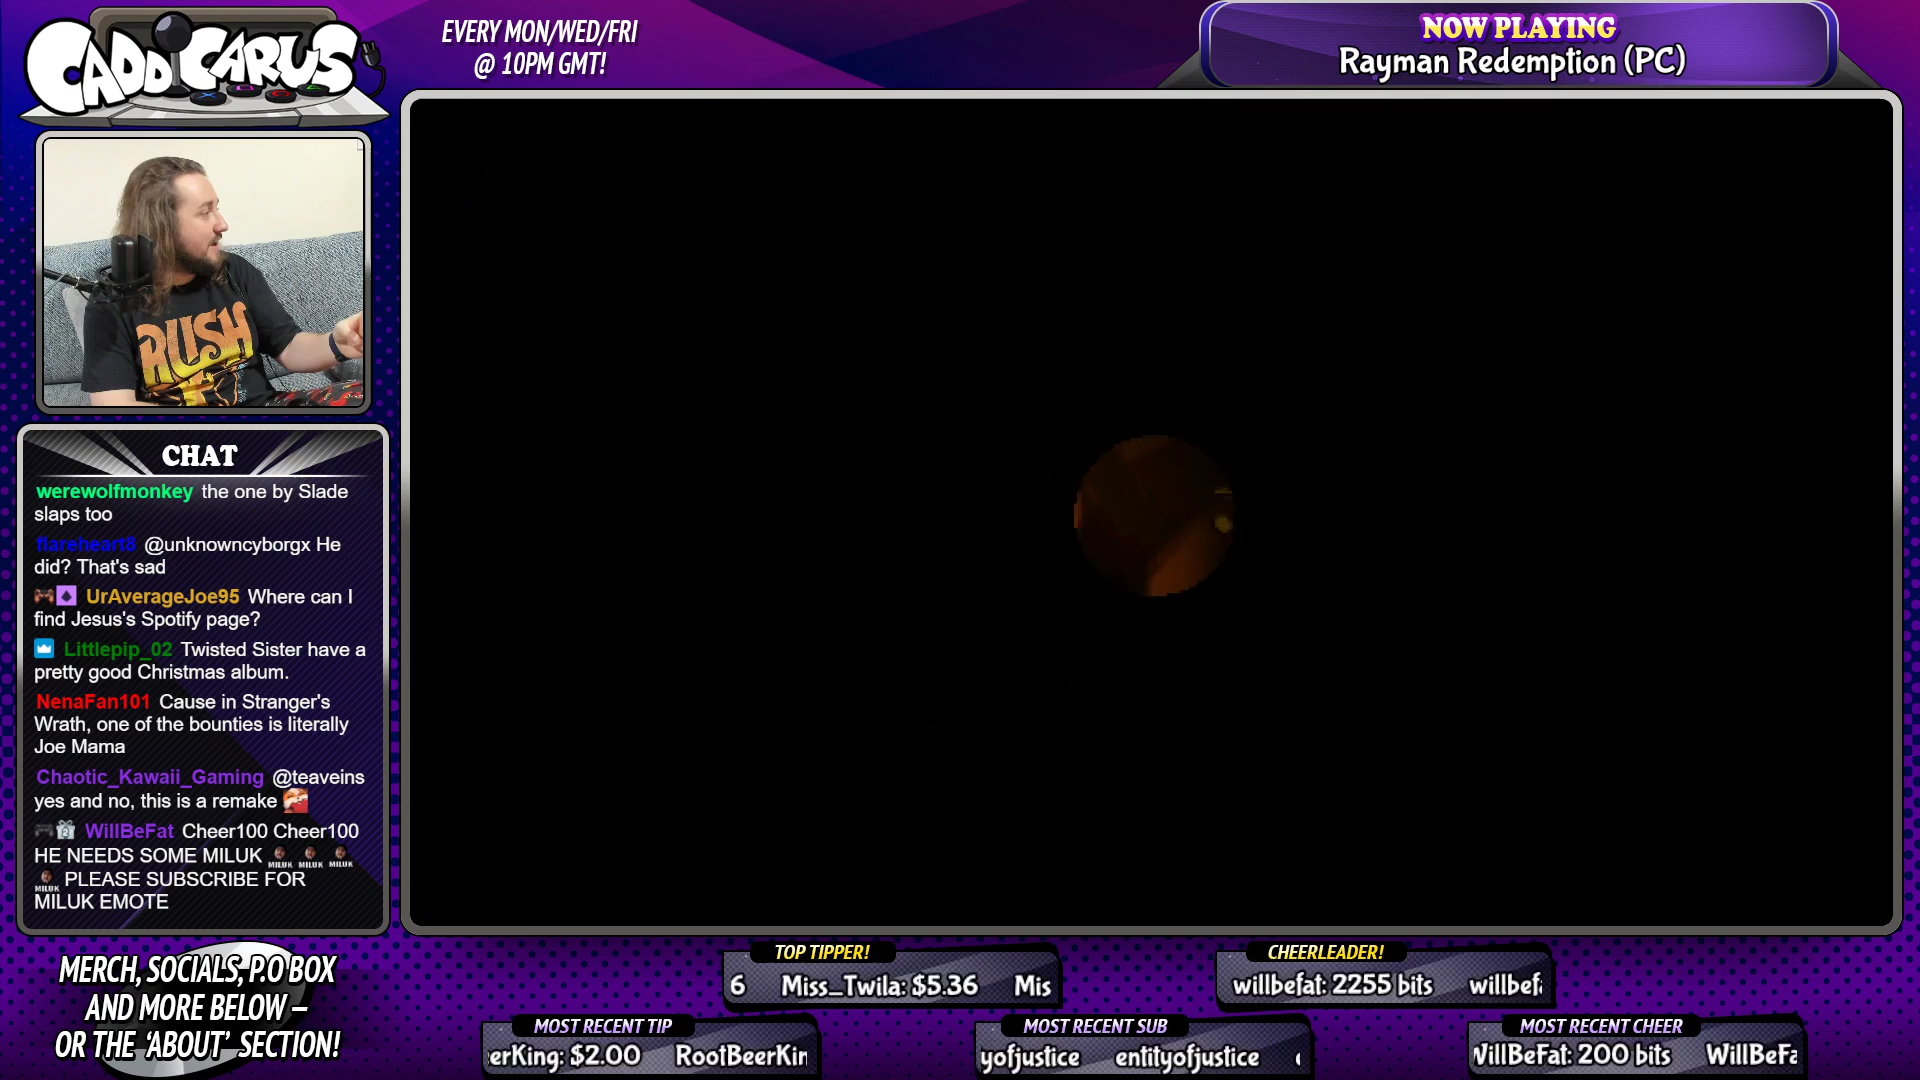 CADDICARUS
EVERY MON/WED/FRI
@ 10PM GMT!
NOW PLAYING
Rayman Redemption (PC)
RUSH
CHAT
werewolfmonkey the one by Slade
slaps too
flareheart8 @unknowncyborgx He
did? That's sad
UrAverageJoe95 Where can I
find Jesus's Spotify page?
Littlepip_02 Twisted Sister have a
pretty good Christmas album.
NenaFan101 Cause in Stranger's
Wrath, one of the bounties is literally
Joe Mama
Chaotic_Kawaii_Gaming @teaveins
yes and no, this is a remake
WillBeFat Cheer100 Cheer100
HE NEEDS SOME MILUK MILUK MILUK MILUK
MILUK PLEASE SUBSCRIBE FOR
MILUK EMOTE
MERCH, SOCIALS, P.O BOX
AND MORE BELOW –
OR THE 'ABOUT' SECTION!
TOP TIPPER!
6 Miss_Twila: $5.36 Mis
CHEERLEADER!
willbefat: 2255 bits willbef
MOST RECENT TIP
erKing: $2.00 RootBeerKin
MOST RECENT SUB
yofjustice entityofjustice
MOST RECENT CHEER
WillBeFat: 200 bits WillBeFa